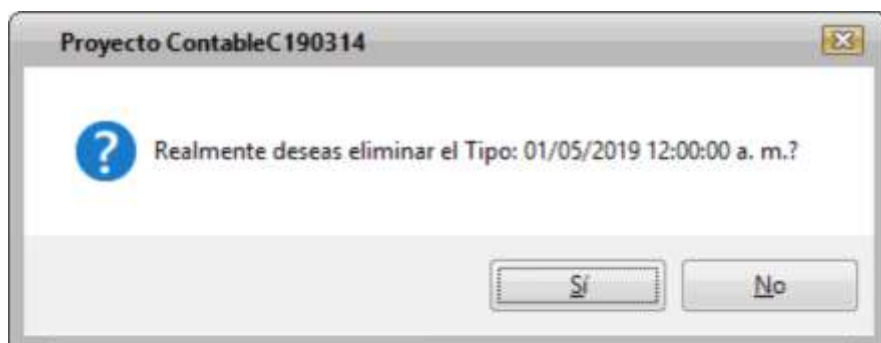 Proyecto ContableC190314
Realmente deseas eliminar el Tipo: 01/05/2019 12:00:00 a. m.?
Sí
No